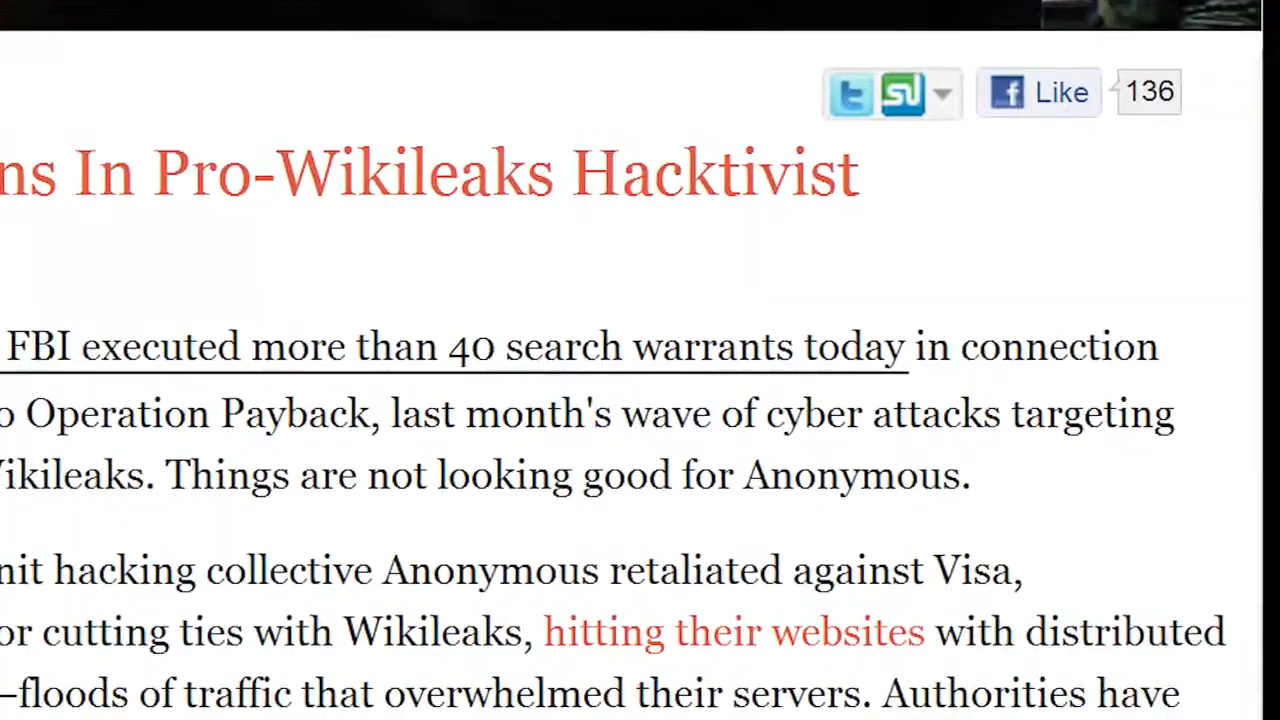 Like 136
ns In Pro-Wikileaks Hacktivist
FBI executed more than 40 search warrants today in connection
o Operation Payback, last month's wave of cyber attacks targeting
Wikileaks. Things are not looking good for Anonymous.
nit hacking collective Anonymous retaliated against Visa,
or cutting ties with Wikileaks, hitting their websites with distributed
–floods of traffic that overwhelmed their servers. Authorities have